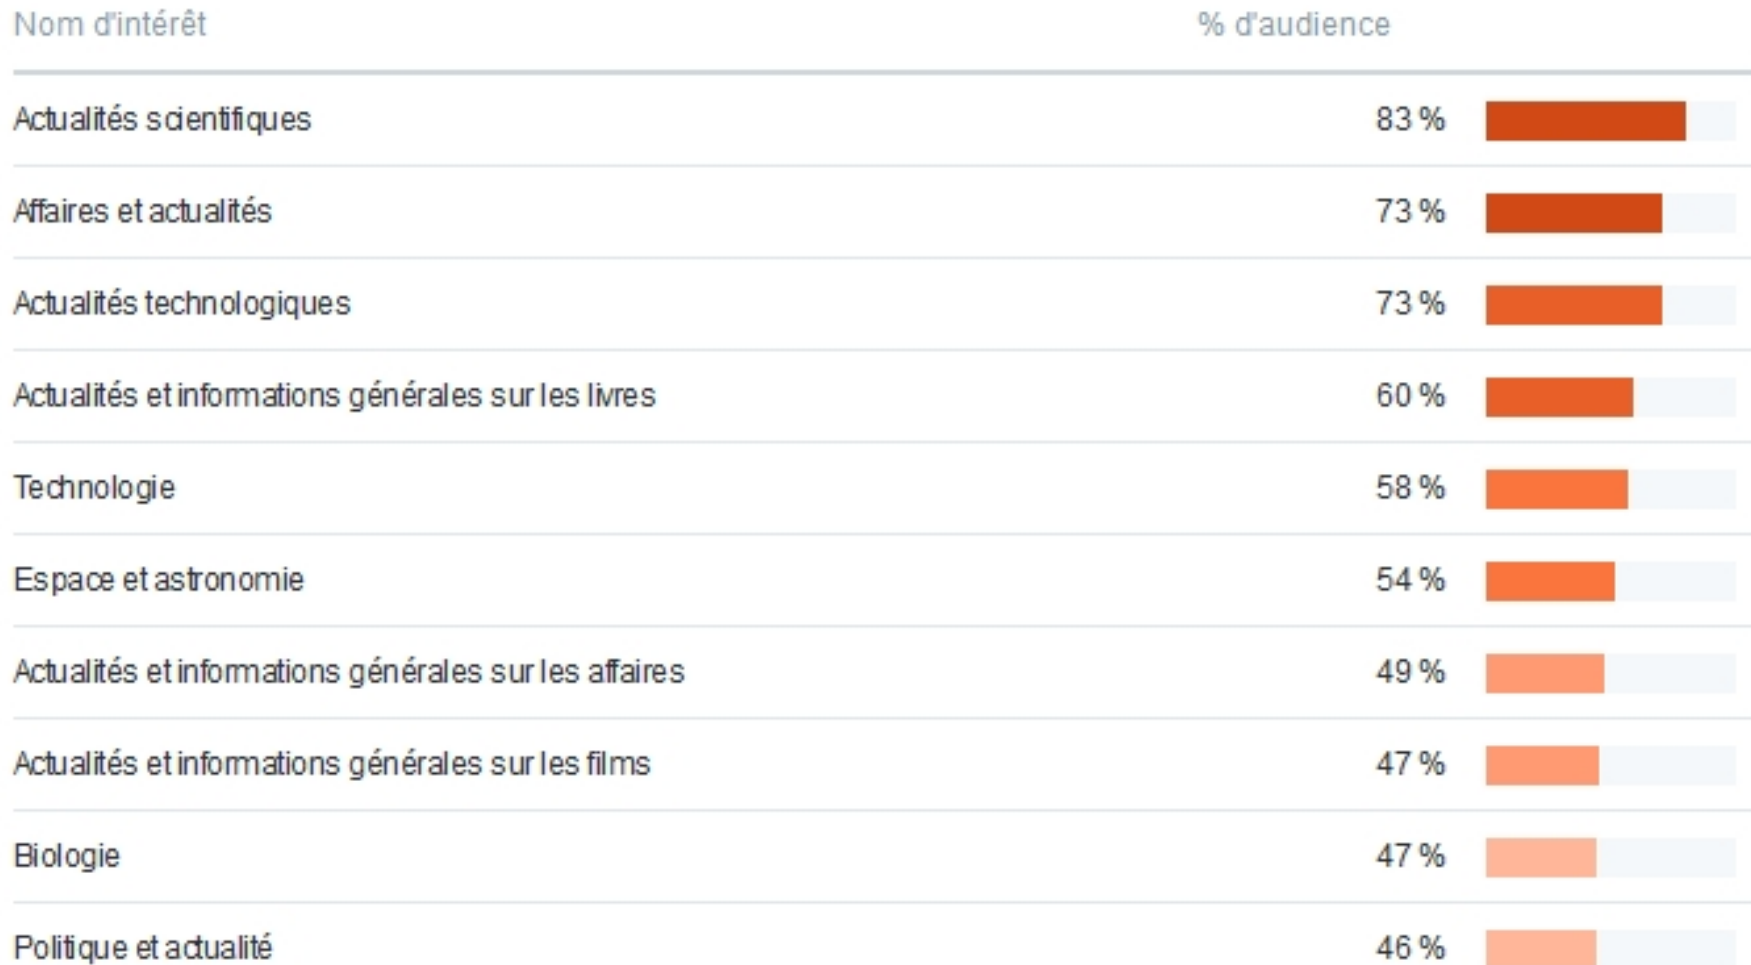 Nom d'intérêt % d'audience
Actualités scientifiques 83 %
Affaires et actualités 73 %
Actualités technologiques 73 %
Actualités et informations générales sur les livres 60 %
Technologie 58 %
Espace et astronomie 54 %
Actualités et informations générales sur les affaires 49 %
Actualités et informations générales sur les films 47 %
Biologie 47 %
Politique et actualité 46 %